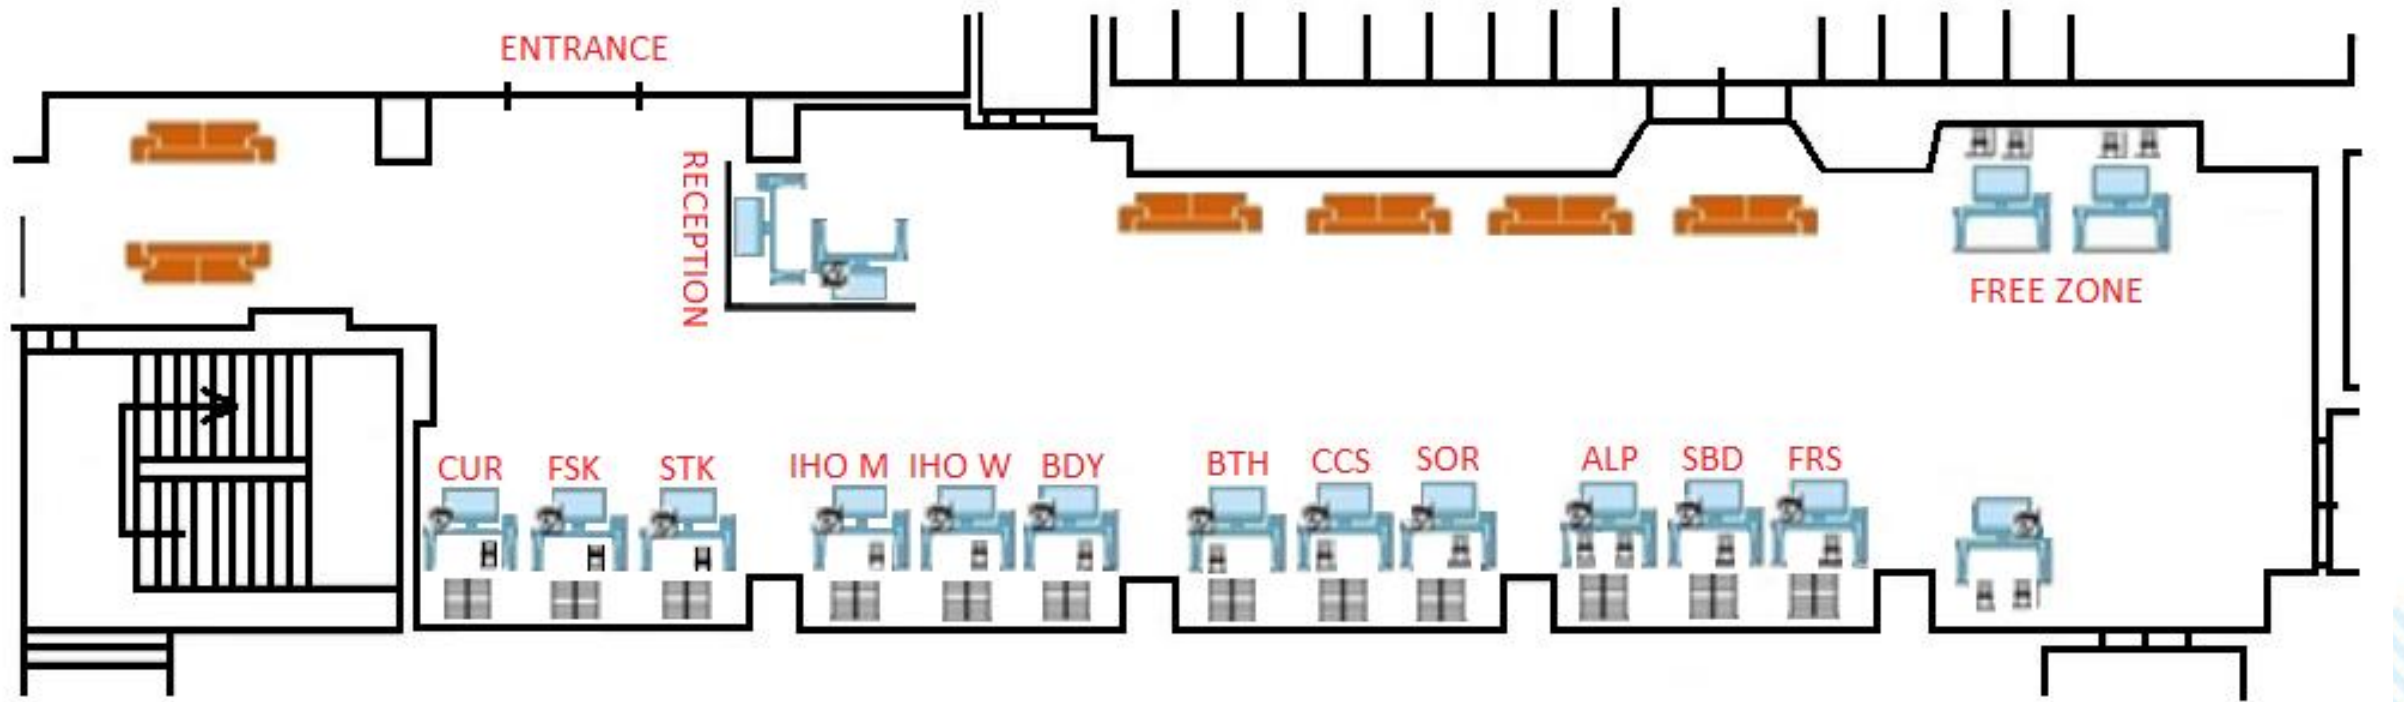 ENTRANCE
RECEPTION
FREE ZONE
CUR FSK STK IHO M IHO W BDY BTH CCS SOR ALP SBD FRS